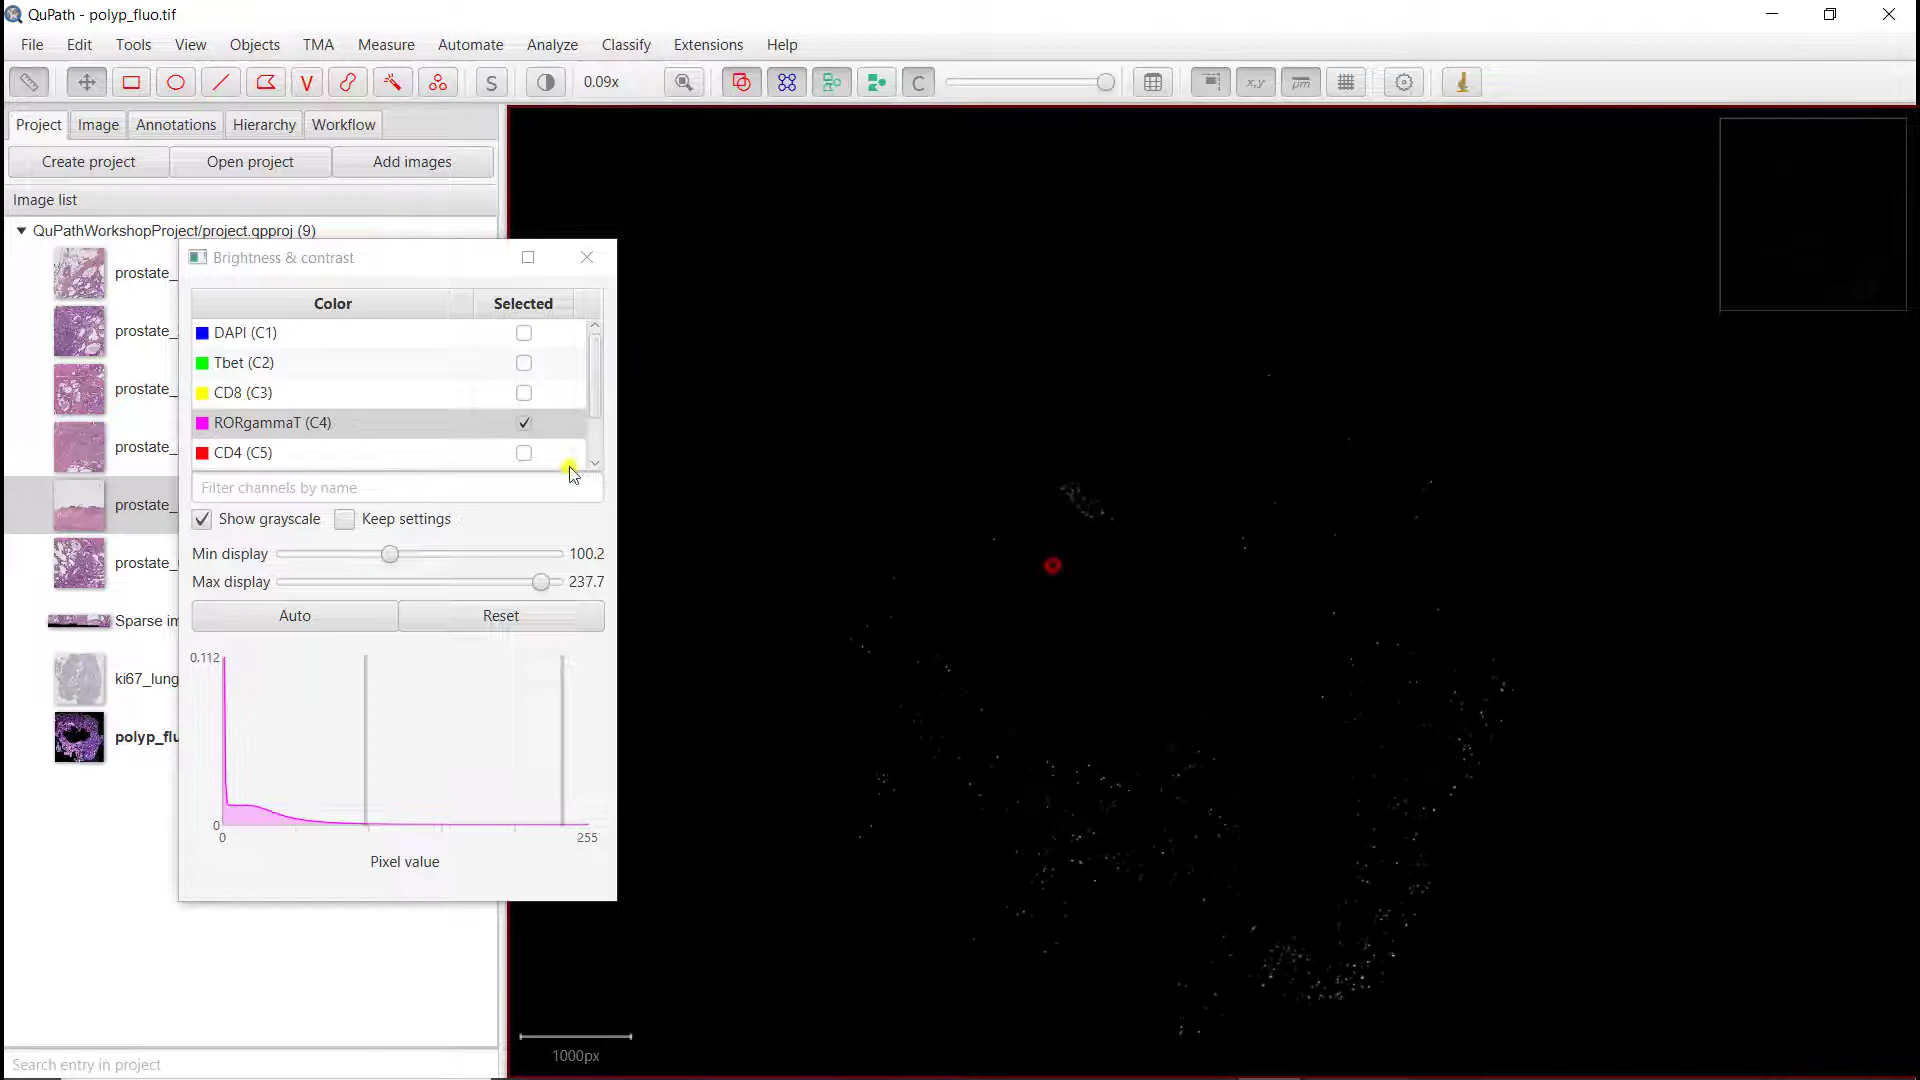 QuPath - polyp_fluo.tif
File Edit Tools View Objects TMA Measure Automate Analyze Classify Extensions Help
V S 0.09x C x,y μm
Project Image Annotations Hierarchy Workflow
Create project Open project Add images
Image list
QuPathWorkshopProject/project.qpproj (9)
prostate_
prostate_
prostate_
prostate_
prostate_
prostate_
Sparse im
ki67_lung
polyp_flu
Search entry in project
Brightness & contrast
Color Selected
DAPI (C1)
Tbet (C2)
CD8 (C3)
RORgammaT (C4)
CD4 (C5)
Filter channels by name
Show grayscale Keep settings
Min display 100.2
Max display 237.7
Auto Reset
0.112
0
0 255
Pixel value
1000px